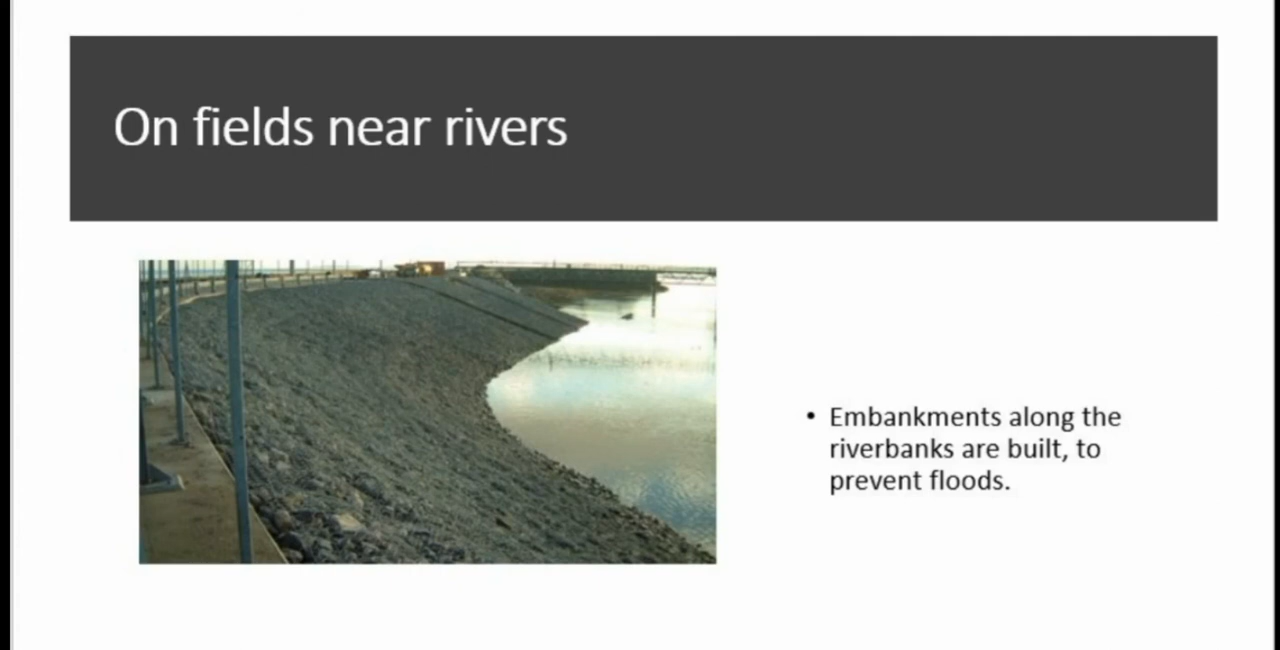 On fields near rivers
• Embankments along the
riverbanks are built, to
prevent floods.